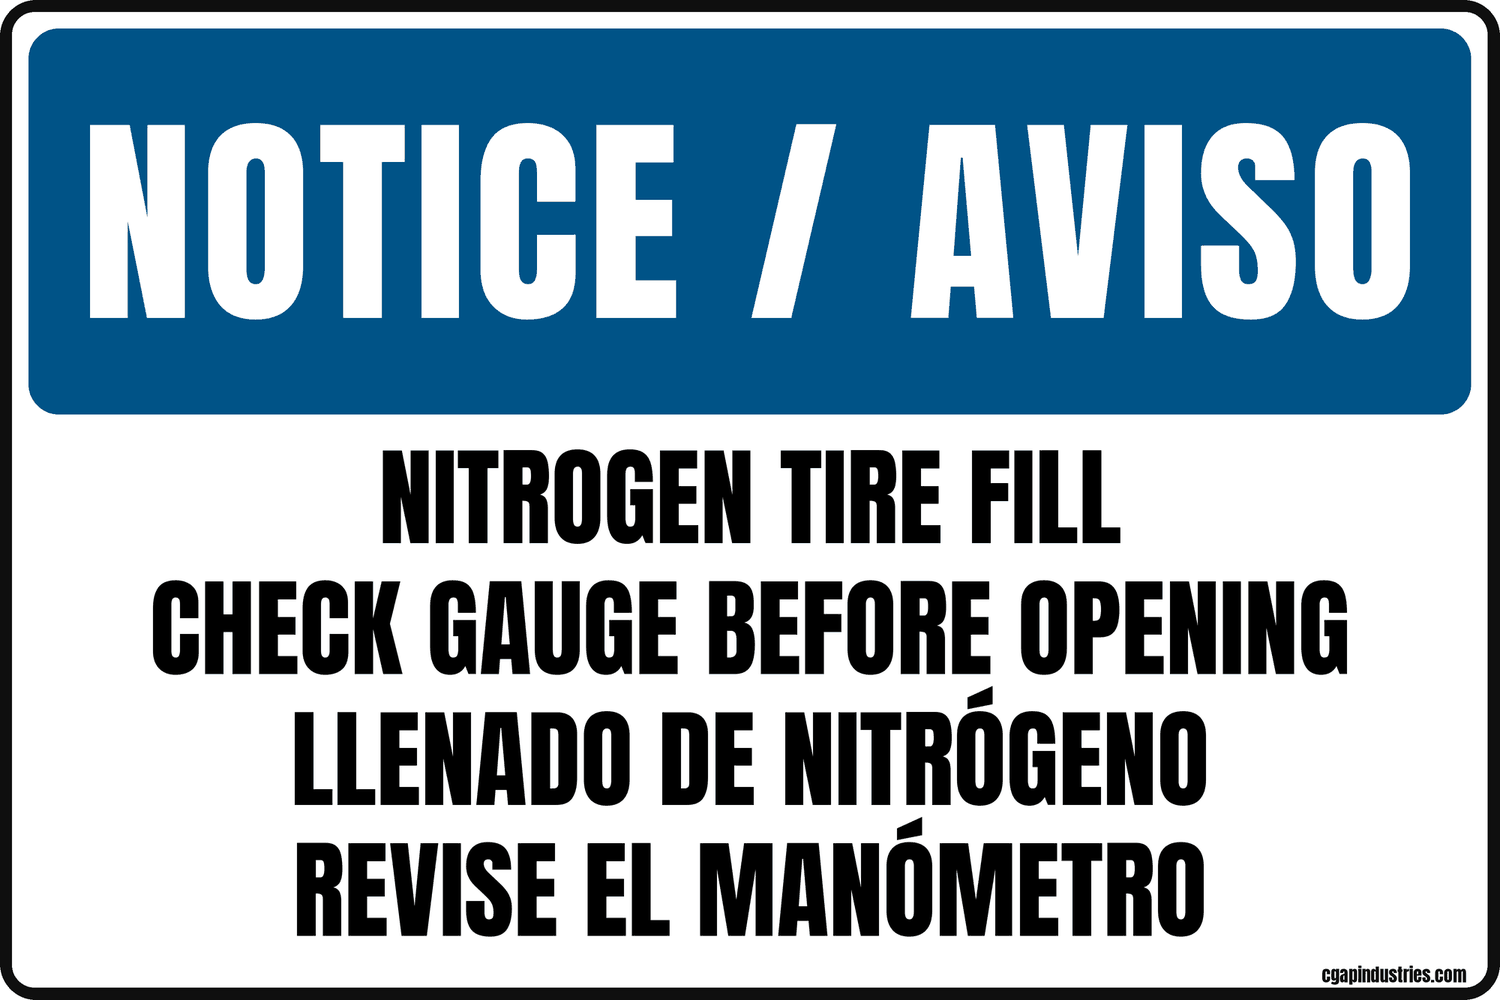 NOTICE / AVISO
NITROGEN TIRE FILL
CHECK GAUGE BEFORE OPENING
LLENADO DE NITRÓGENO
REVISE EL MANÓMETRO
cgapindustries.com